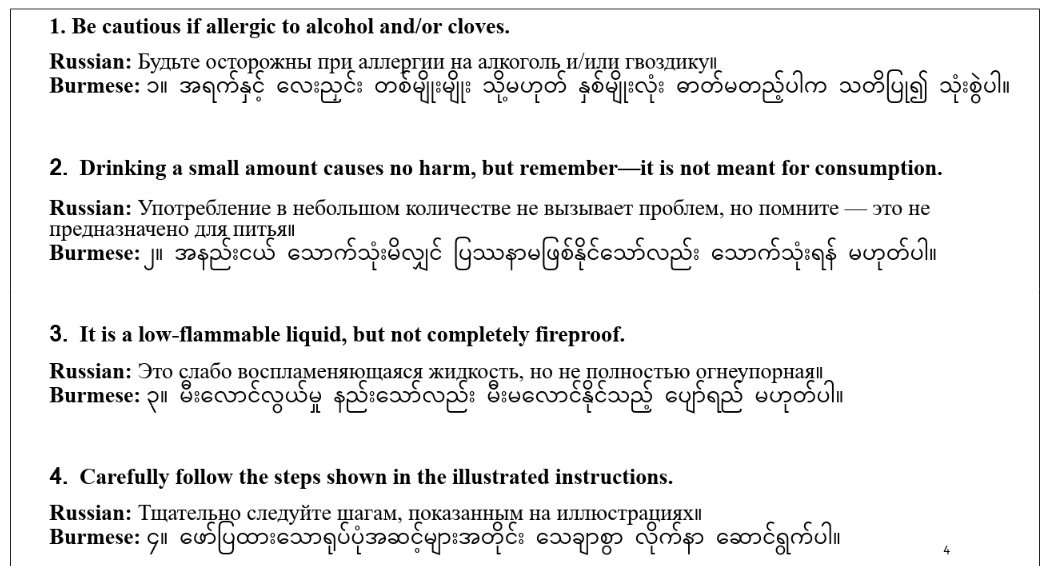 1. Be cautious if allergic to alcohol and/or cloves.
Russian: Будьте осторожны при аллергии на алкоголь и/или гвоздику။
Burmese: ၁။ အရက်နှင့် လေးညှင်း တစ်မျိုးမျိုး သို့မဟုတ် နှစ်မျိုးလုံး ဓာတ်မတည့်ပါက သတိပြု၍ သုံးစွဲပါ။
2. Drinking a small amount causes no harm, but remember—it is not meant for consumption.
Russian: Употребление в небольшом количестве не вызывает проблем, но помните — это не
предназначено для питья။
Burmese: ၂။ အနည်းငယ် သောက်သုံးမိလျှင် ပြဿနာမဖြစ်နိုင်သော်လည်း သောက်သုံးရန် မဟုတ်ပါ။
3. It is a low-flammable liquid, but not completely fireproof.
Russian: Это слабо воспламеняющаяся жидкость, но не полностью огнеупорная။
Burmese: ၃။ မီးလောင်လွယ်မှု နည်းသော်လည်း မီးမလောင်နိုင်သည့် ပျော်ရည် မဟုတ်ပါ။
4. Carefully follow the steps shown in the illustrated instructions.
Russian: Тщательно следуйте шагам, показанным на иллюстрациях။
Burmese: ၄။ ဖော်ပြထားသောရုပ်ပုံအဆင့်များအတိုင်း သေချာစွာ လိုက်နာ ဆောင်ရွက်ပါ။
4